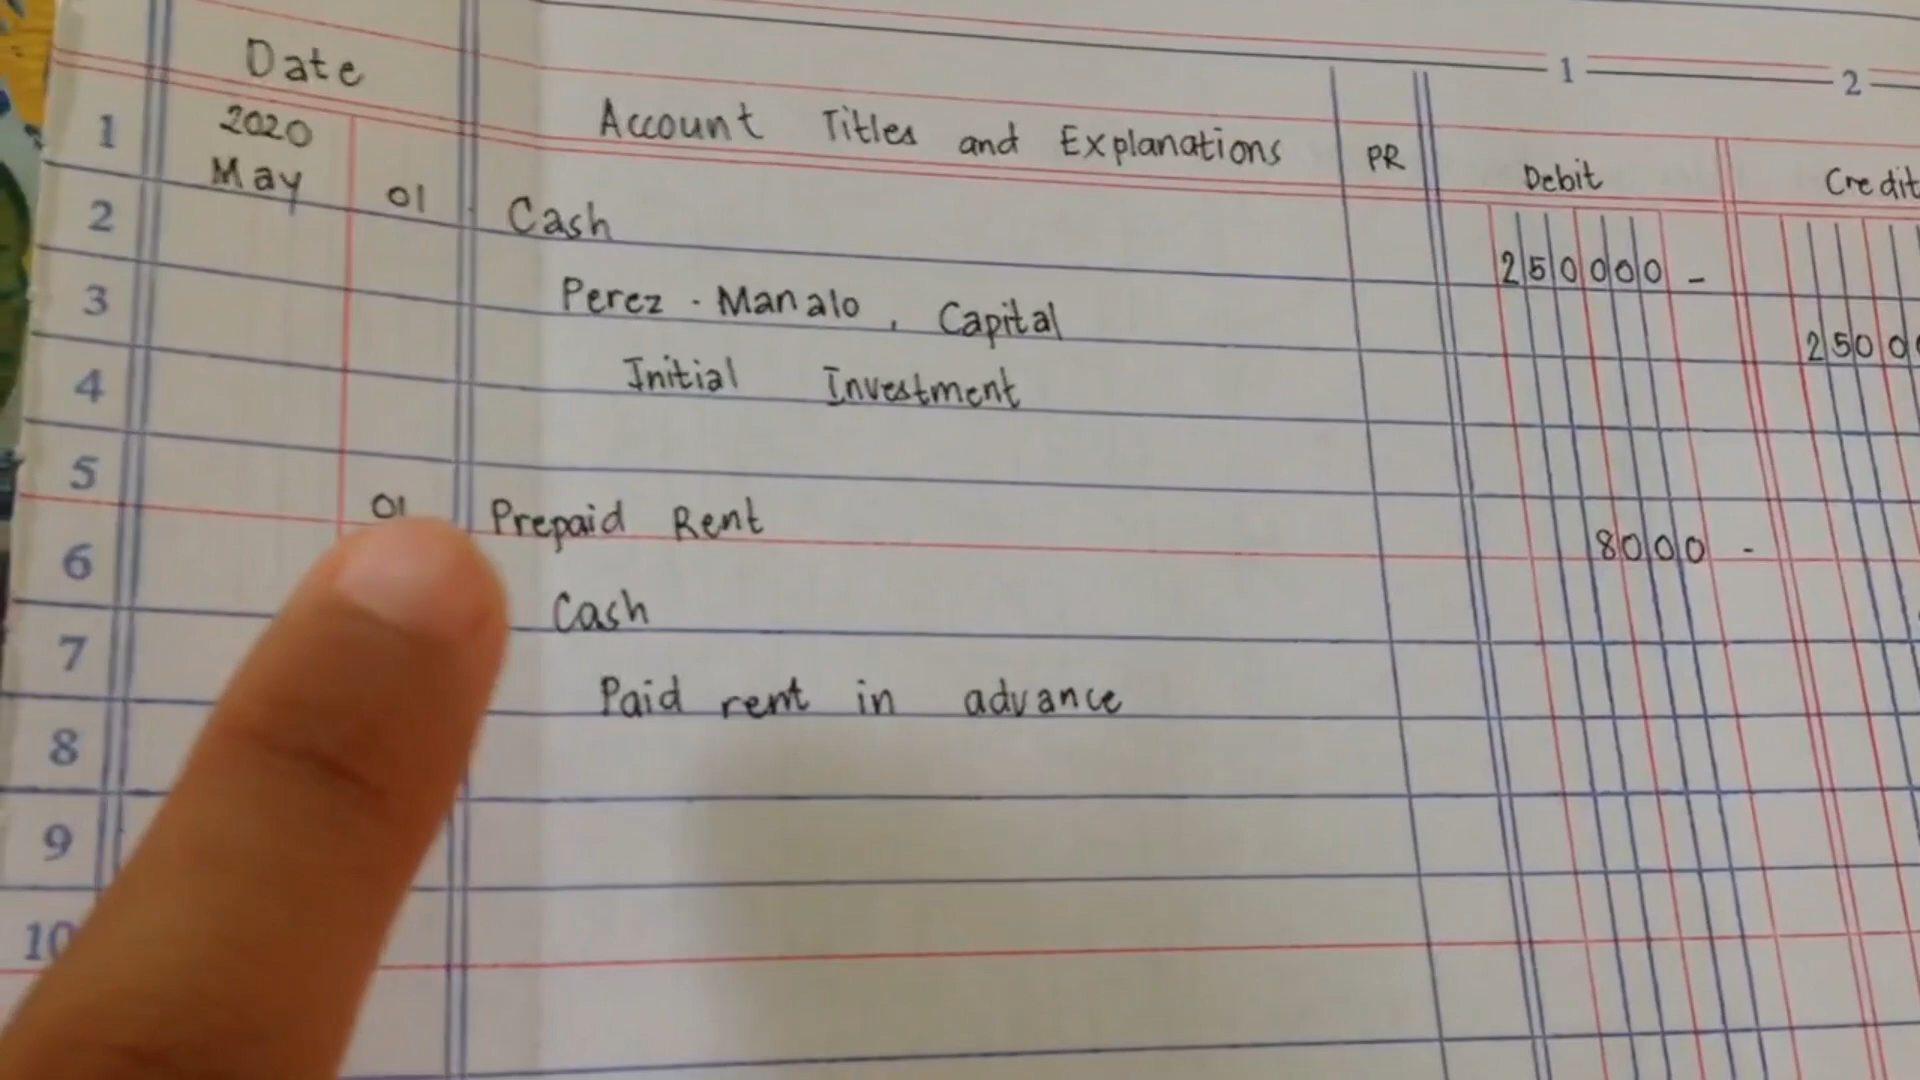 1 2
Date Account Titles and Explanations PR Debit Credit
1 2020
May 01 Cash 250000 -
2
3 Perez - Manalo, Capital 2500
4 Initial Investment
5
01 Prepaid Rent 8000 -
6 Cash
7 Paid rent in advance
8
9
10